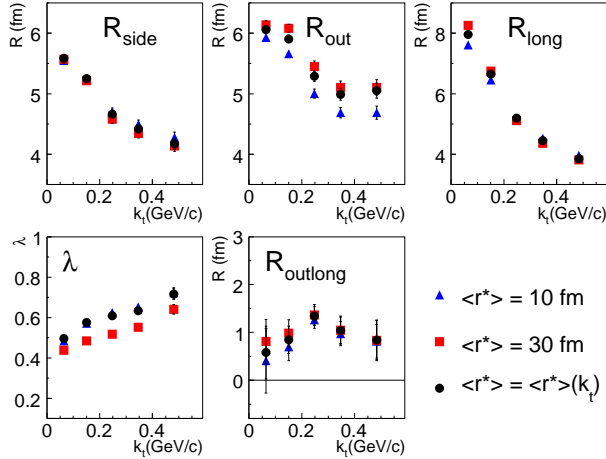 R (fm) R_side 6 5 4 0 0.2 0.4 k_t(GeV/c)
R (fm) R_out 6 5 4 0 0.2 0.4 k_t(GeV/c)
R (fm) R_long 8 6 4 0 0.2 0.4 k_t(GeV/c)
λ λ 1 0.8 0.6 0.4 0.2 0 0.2 0.4 k_t(GeV/c)
R (fm) R_outlong 3 2 1 0 0 0.2 0.4 k_t(GeV/c)
<r*> = 10 fm
<r*> = 30 fm
<r*> = <r*>(k_t)